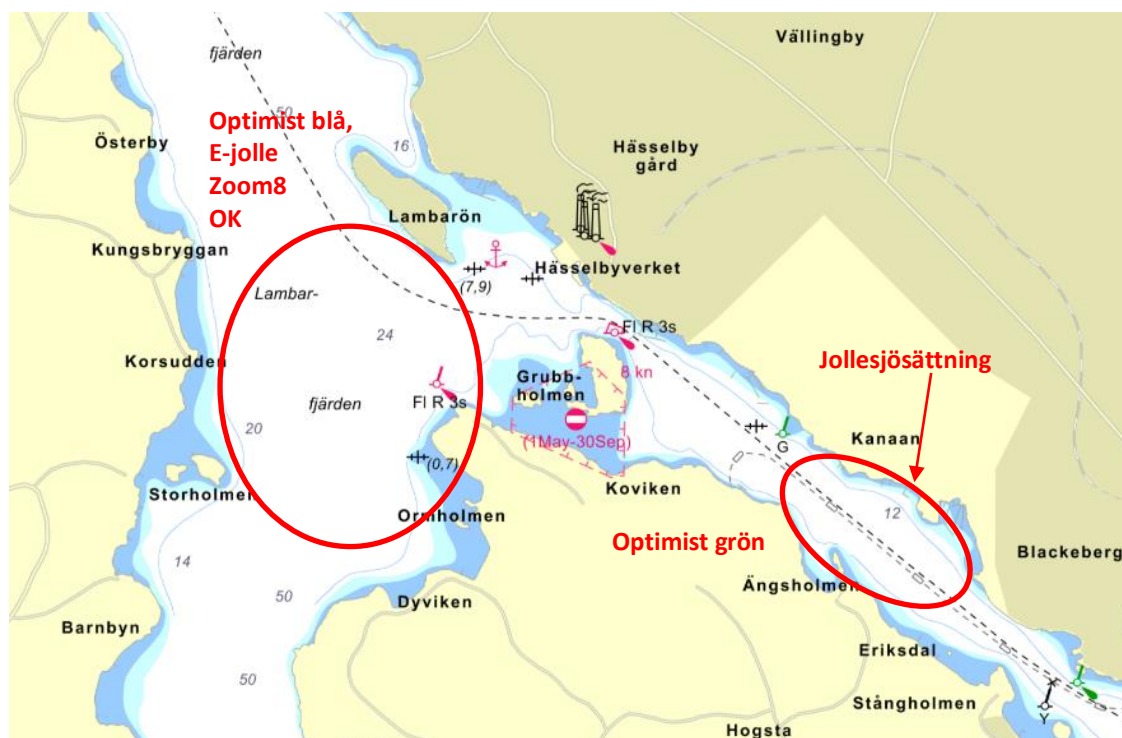 fjärden
Vällingby
50
Optimist blå,
E-jolle
Zoom8
OK
Österby
16
Hässelby
gård
Lambarön
Kungsbryggan
Hässelbyverket
(7,9)
Lambar-
24
Fl R 3s
Korsudden
Jollesjösättning
8 kn
Grubb-
holmen
Fl R 3s
fjärden
20
(1May-30Sep)
G
Kanaan
(0,7)
Storholmen
Koviken
Ormholmen
12
Optimist grön
Blackeberg
14
Ängsholmen
50
Dyviken
Barnbyn
Eriksdal
50
Stångholmen
Y
Hogsta